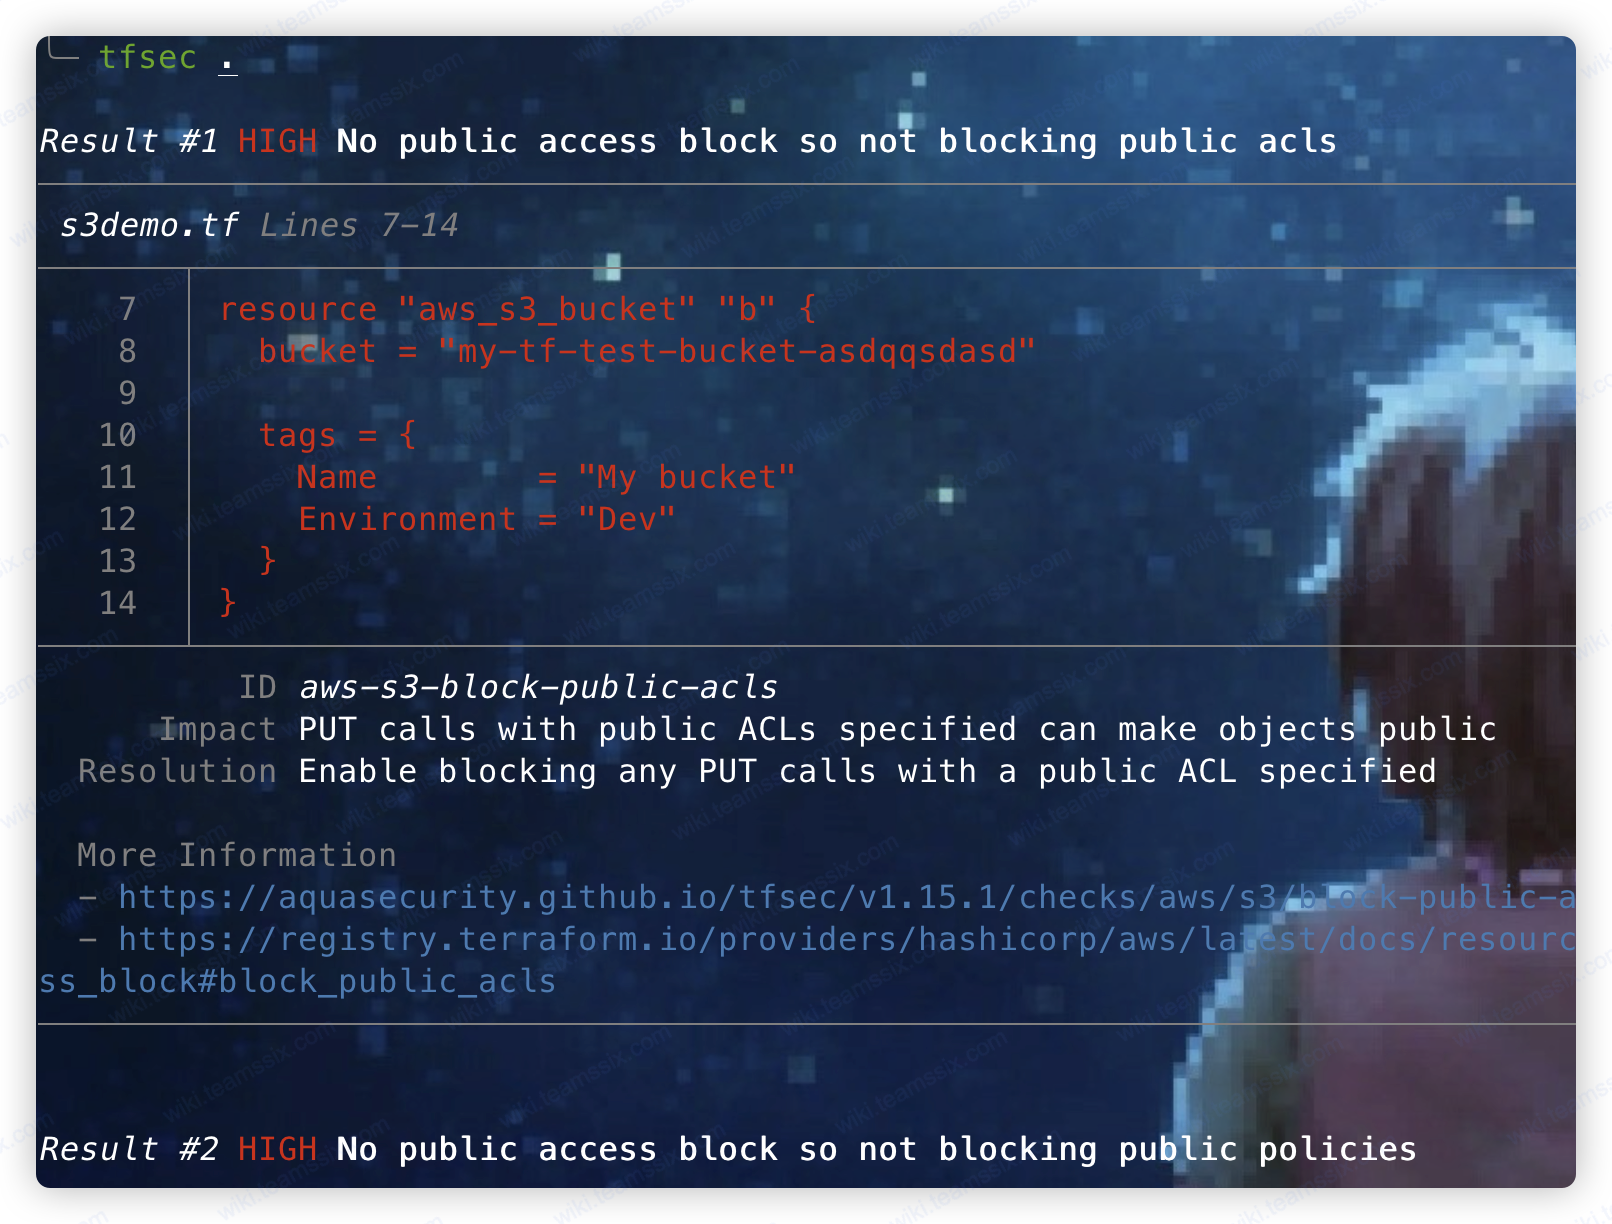 tfsec .
Result #1 HIGH No public access block so not blocking public acls
s3demo.tf Lines 7-14
7 resource "aws_s3_bucket" "b" {
8   bucket = "my-tf-test-bucket-asdqqsdasd"
9
10   tags = {
11     Name        = "My bucket"
12     Environment = "Dev"
13   }
14 }
ID aws-s3-block-public-acls
Impact PUT calls with public ACLs specified can make objects public
Resolution Enable blocking any PUT calls with a public ACL specified
More Information
- https://aquasecurity.github.io/tfsec/v1.15.1/checks/aws/s3/block-public-a
- https://registry.terraform.io/providers/hashicorp/aws/latest/docs/resourc
ss_block#block_public_acls
Result #2 HIGH No public access block so not blocking public policies
wiki.teamssix.com